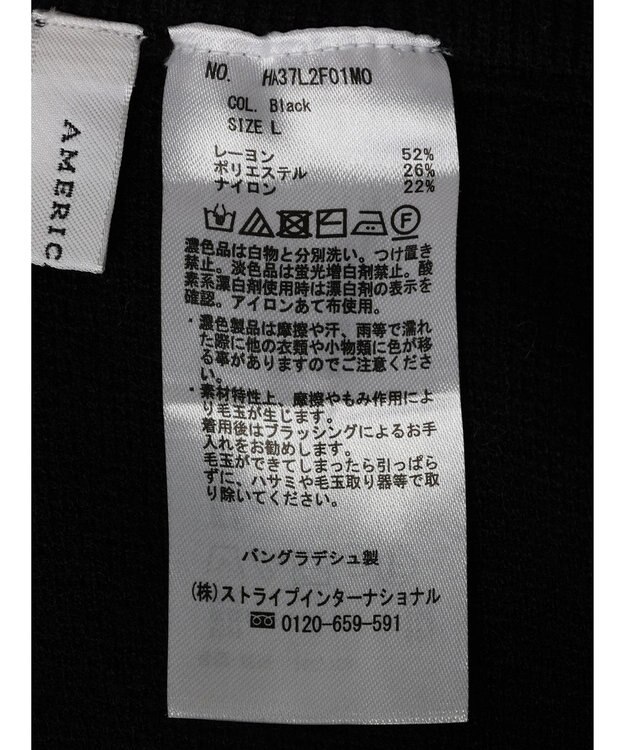 AMERIC
NO. HA37L2F01M0
COL. Black
SIZE L
レーヨン 52%
ポリエステル 26%
ナイロン 22%
F
濃色品は白物と分別洗い。つけ置き
禁止。淡色品は蛍光増白剤禁止。酸
素系漂白剤使用時は漂白剤の表示を
確認。アイロンあて布使用。
・濃色製品は摩擦や汗、雨等で濡れ
た際に他の衣類や小物類に色が移
る事がありますのでご注意くださ
い。
・素材特性上、摩擦やもみ作用によ
り毛玉が生じます。
着用後はブラッシングによるお手
入れをお勧めします。
毛玉ができてしまったら引っぱら
ずに、ハサミや毛玉取り器等で取
り除いてください。
バングラデシュ製
(株)ストライプインターナショナル
0120-659-591